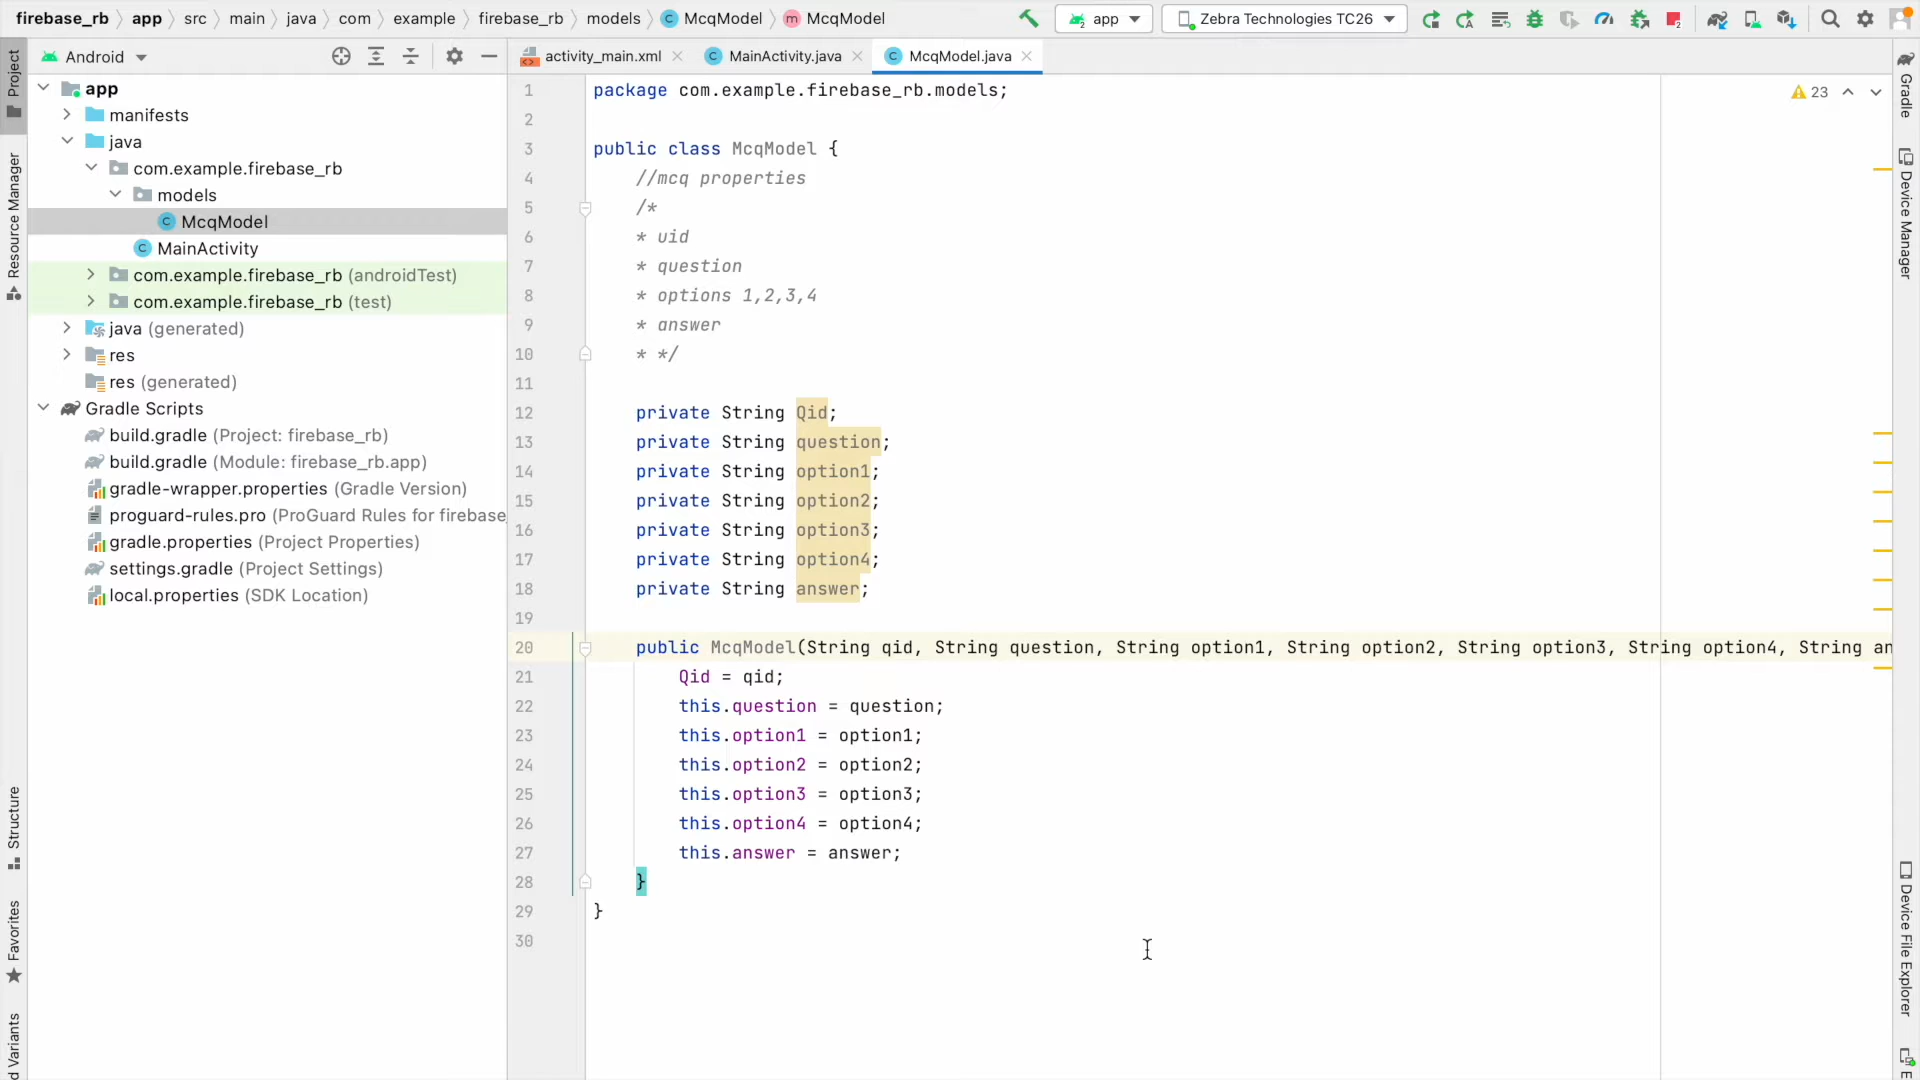 firebase_rb app src main java com example firebase_rb models McqModel McqModel app Zebra Technologies TC26
Android activity_main.xml MainActivity.java McqModel.java
23
app
manifests
java
com.example.firebase_rb
models
McqModel
MainActivity
com.example.firebase_rb (androidTest)
com.example.firebase_rb (test)
java (generated)
res
res (generated)
Gradle Scripts
build.gradle (Project: firebase_rb)
build.gradle (Module: firebase_rb.app)
gradle-wrapper.properties (Gradle Version)
proguard-rules.pro (ProGuard Rules for firebase_
gradle.properties (Project Properties)
settings.gradle (Project Settings)
local.properties (SDK Location)
1 package com.example.firebase_rb.models;
2
3 public class McqModel {
4 //mcq properties
5 /*
6 * uid
7 * question
8 * options 1,2,3,4
9 * answer
10 * */
11
12 private String Qid;
13 private String question;
14 private String option1;
15 private String option2;
16 private String option3;
17 private String option4;
18 private String answer;
19
20 public McqModel(String qid, String question, String option1, String option2, String option3, String option4, String an
21 Qid = qid;
22 this.question = question;
23 this.option1 = option1;
24 this.option2 = option2;
25 this.option3 = option3;
26 this.option4 = option4;
27 this.answer = answer;
28 }
29 }
30
Project
Resource Manager
Structure
Favorites
d Variants
Gradle
Device Manager
Device File Explorer